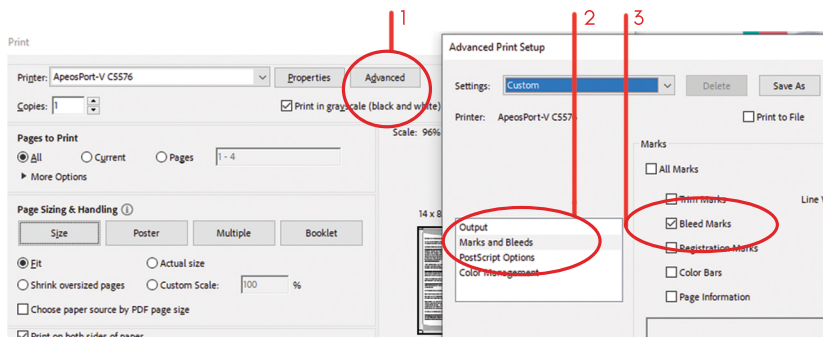 1
2
3
Print
Printer: ApeosPort-V C5576
Properties
Advanced
Copies: 1
Print in grayscale (black and white)
Scale: 96%
Pages to Print
All
Current
Pages
1 - 4
More Options
Page Sizing & Handling
Size
Poster
Multiple
Booklet
Fit
Actual size
Shrink oversized pages
Custom Scale: 100 %
Choose paper source by PDF page size
Print on both sides of paper
14 x 8
Advanced Print Setup
Settings: Custom
Delete
Save As
Printer: ApeosPort-V C5576
Print to File
Output
Marks and Bleeds
PostScript Options
Color Management
Marks
All Marks
Trim Marks
Line
Bleed Marks
Registration Marks
Color Bars
Page Information